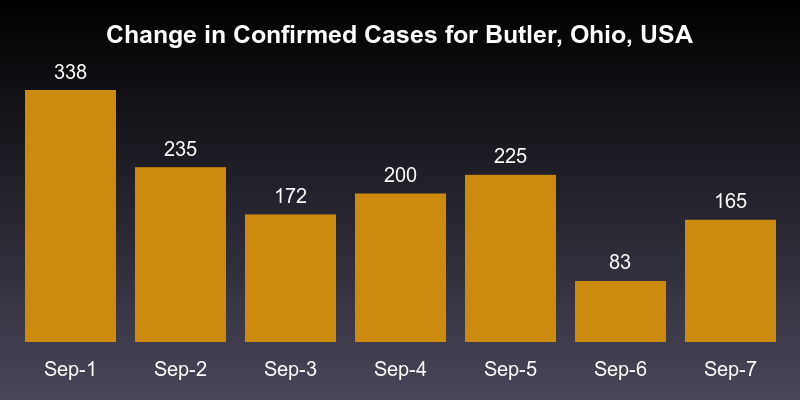 Change in Confirmed Cases for Butler, Ohio, USA
338
235
172
200
225
83
165
Sep-1
Sep-2
Sep-3
Sep-4
Sep-5
Sep-6
Sep-7